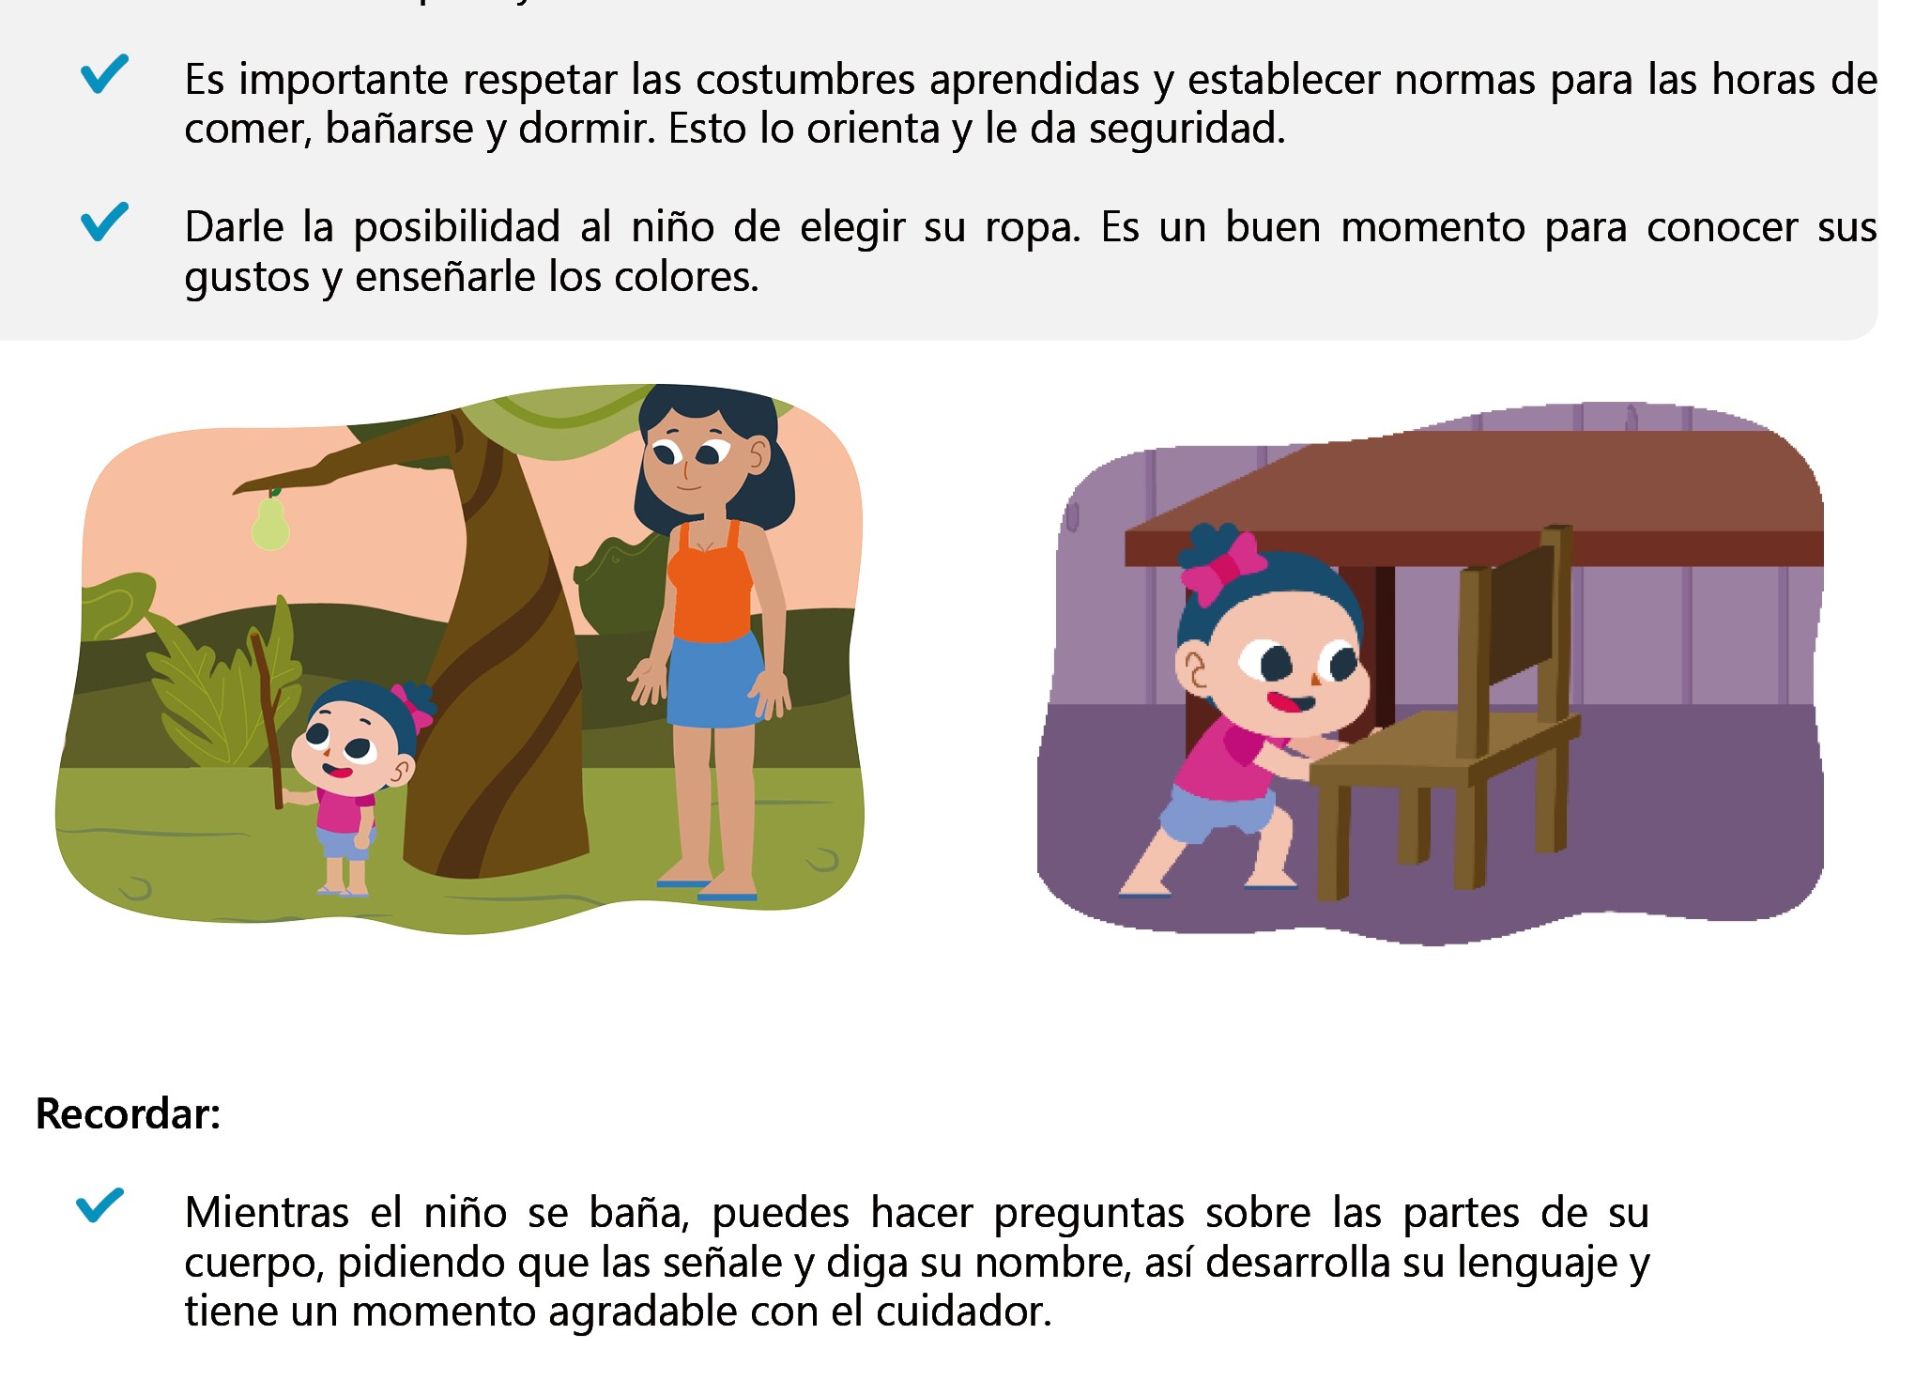 Es importante respetar las costumbres aprendidas y establecer normas para las horas de
comer, bañarse y dormir. Esto lo orienta y le da seguridad.
Darle la posibilidad al niño de elegir su ropa. Es un buen momento para conocer sus
gustos y enseñarle los colores.
Recordar:
Mientras el niño se baña, puedes hacer preguntas sobre las partes de su
cuerpo, pidiendo que las señale y diga su nombre, así desarrolla su lenguaje y
tiene un momento agradable con el cuidador.